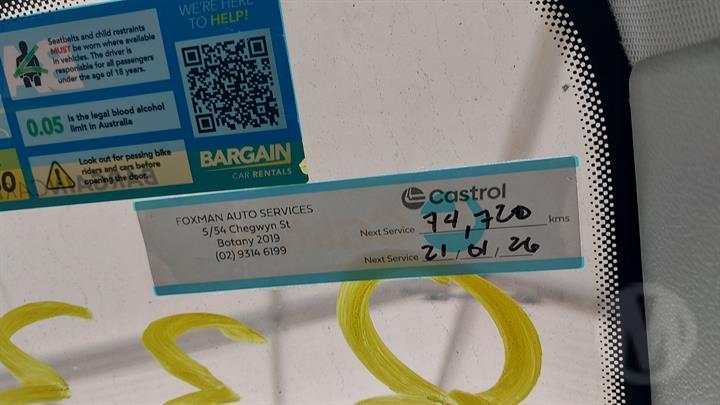 WE'RE HERE
TO HELP!
Seatbelts and child restraints
MUST be worn where available
in vehicles. The driver is
responsible for all passengers
under the age of 18 years.
0.05 is the legal blood alcohol
limit in Australia
Look out for passing bike
riders and cars before
opening the door.
BARGAIN
CAR RENTALS
FOXMAN AUTO SERVICES
5/54 Chegwyn St
Botany 2019
(02) 9314 6199
Castrol
Next Service 74,720 kms
Next Service 21/01/26